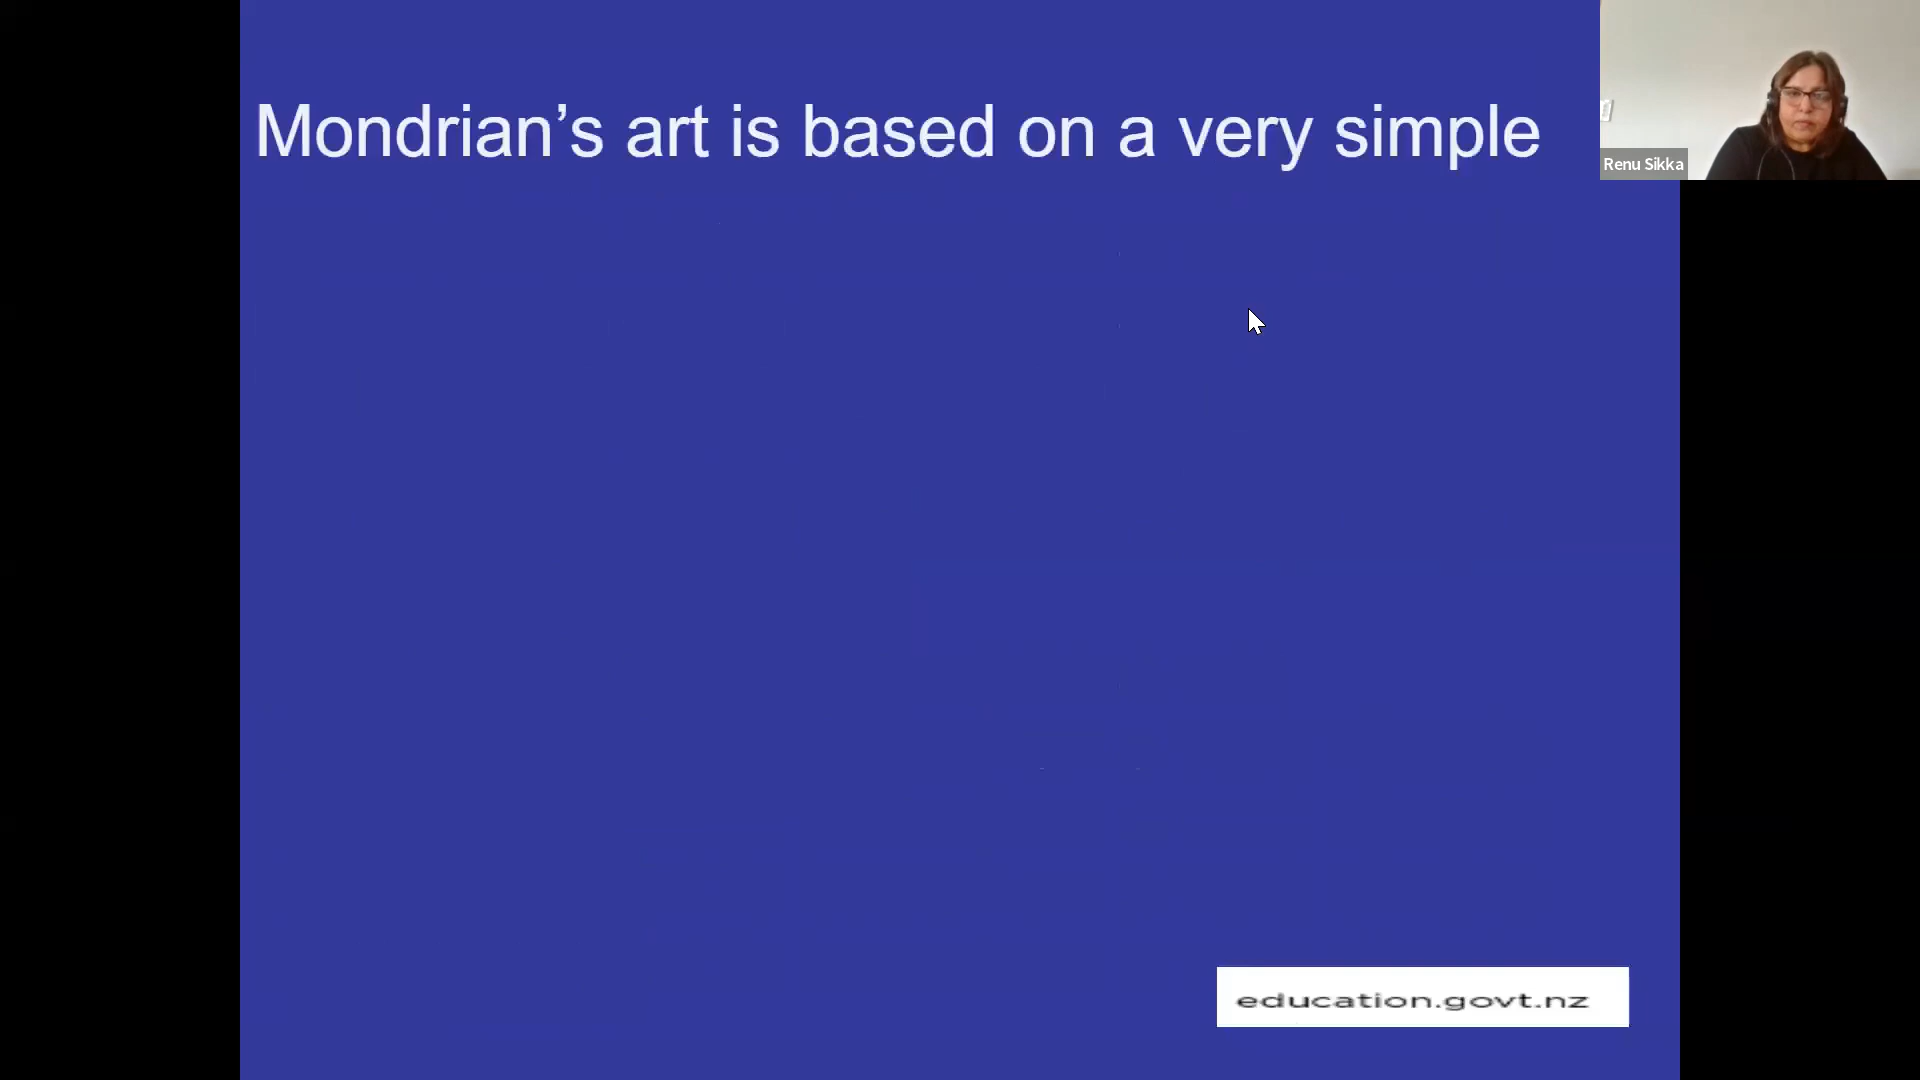 Mondrian’s art is based on a very simple
Renu Sikka
education.govt.nz